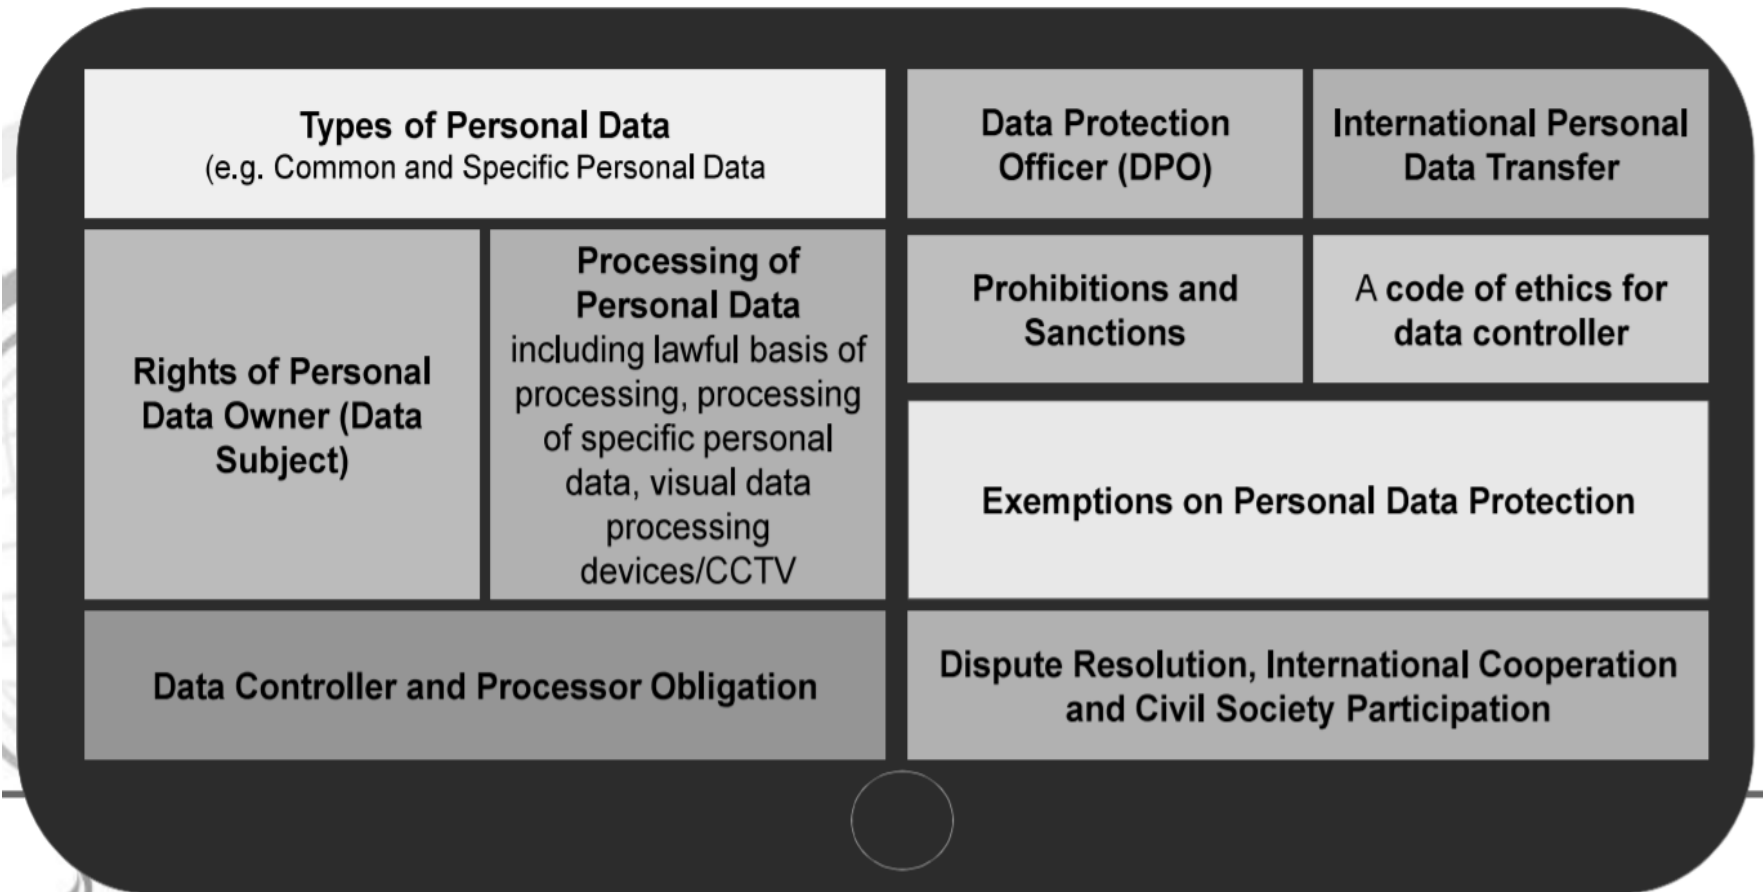 Types of Personal Data
(e.g. Common and Specific Personal Data
Rights of Personal
Data Owner (Data
Subject)
Processing of
Personal Data
including lawful basis of
processing, processing
of specific personal
data, visual data
processing
devices/CCTV
Data Controller and Processor Obligation
Data Protection
Officer (DPO)
International Personal
Data Transfer
Prohibitions and
Sanctions
A code of ethics for
data controller
Exemptions on Personal Data Protection
Dispute Resolution, International Cooperation
and Civil Society Participation